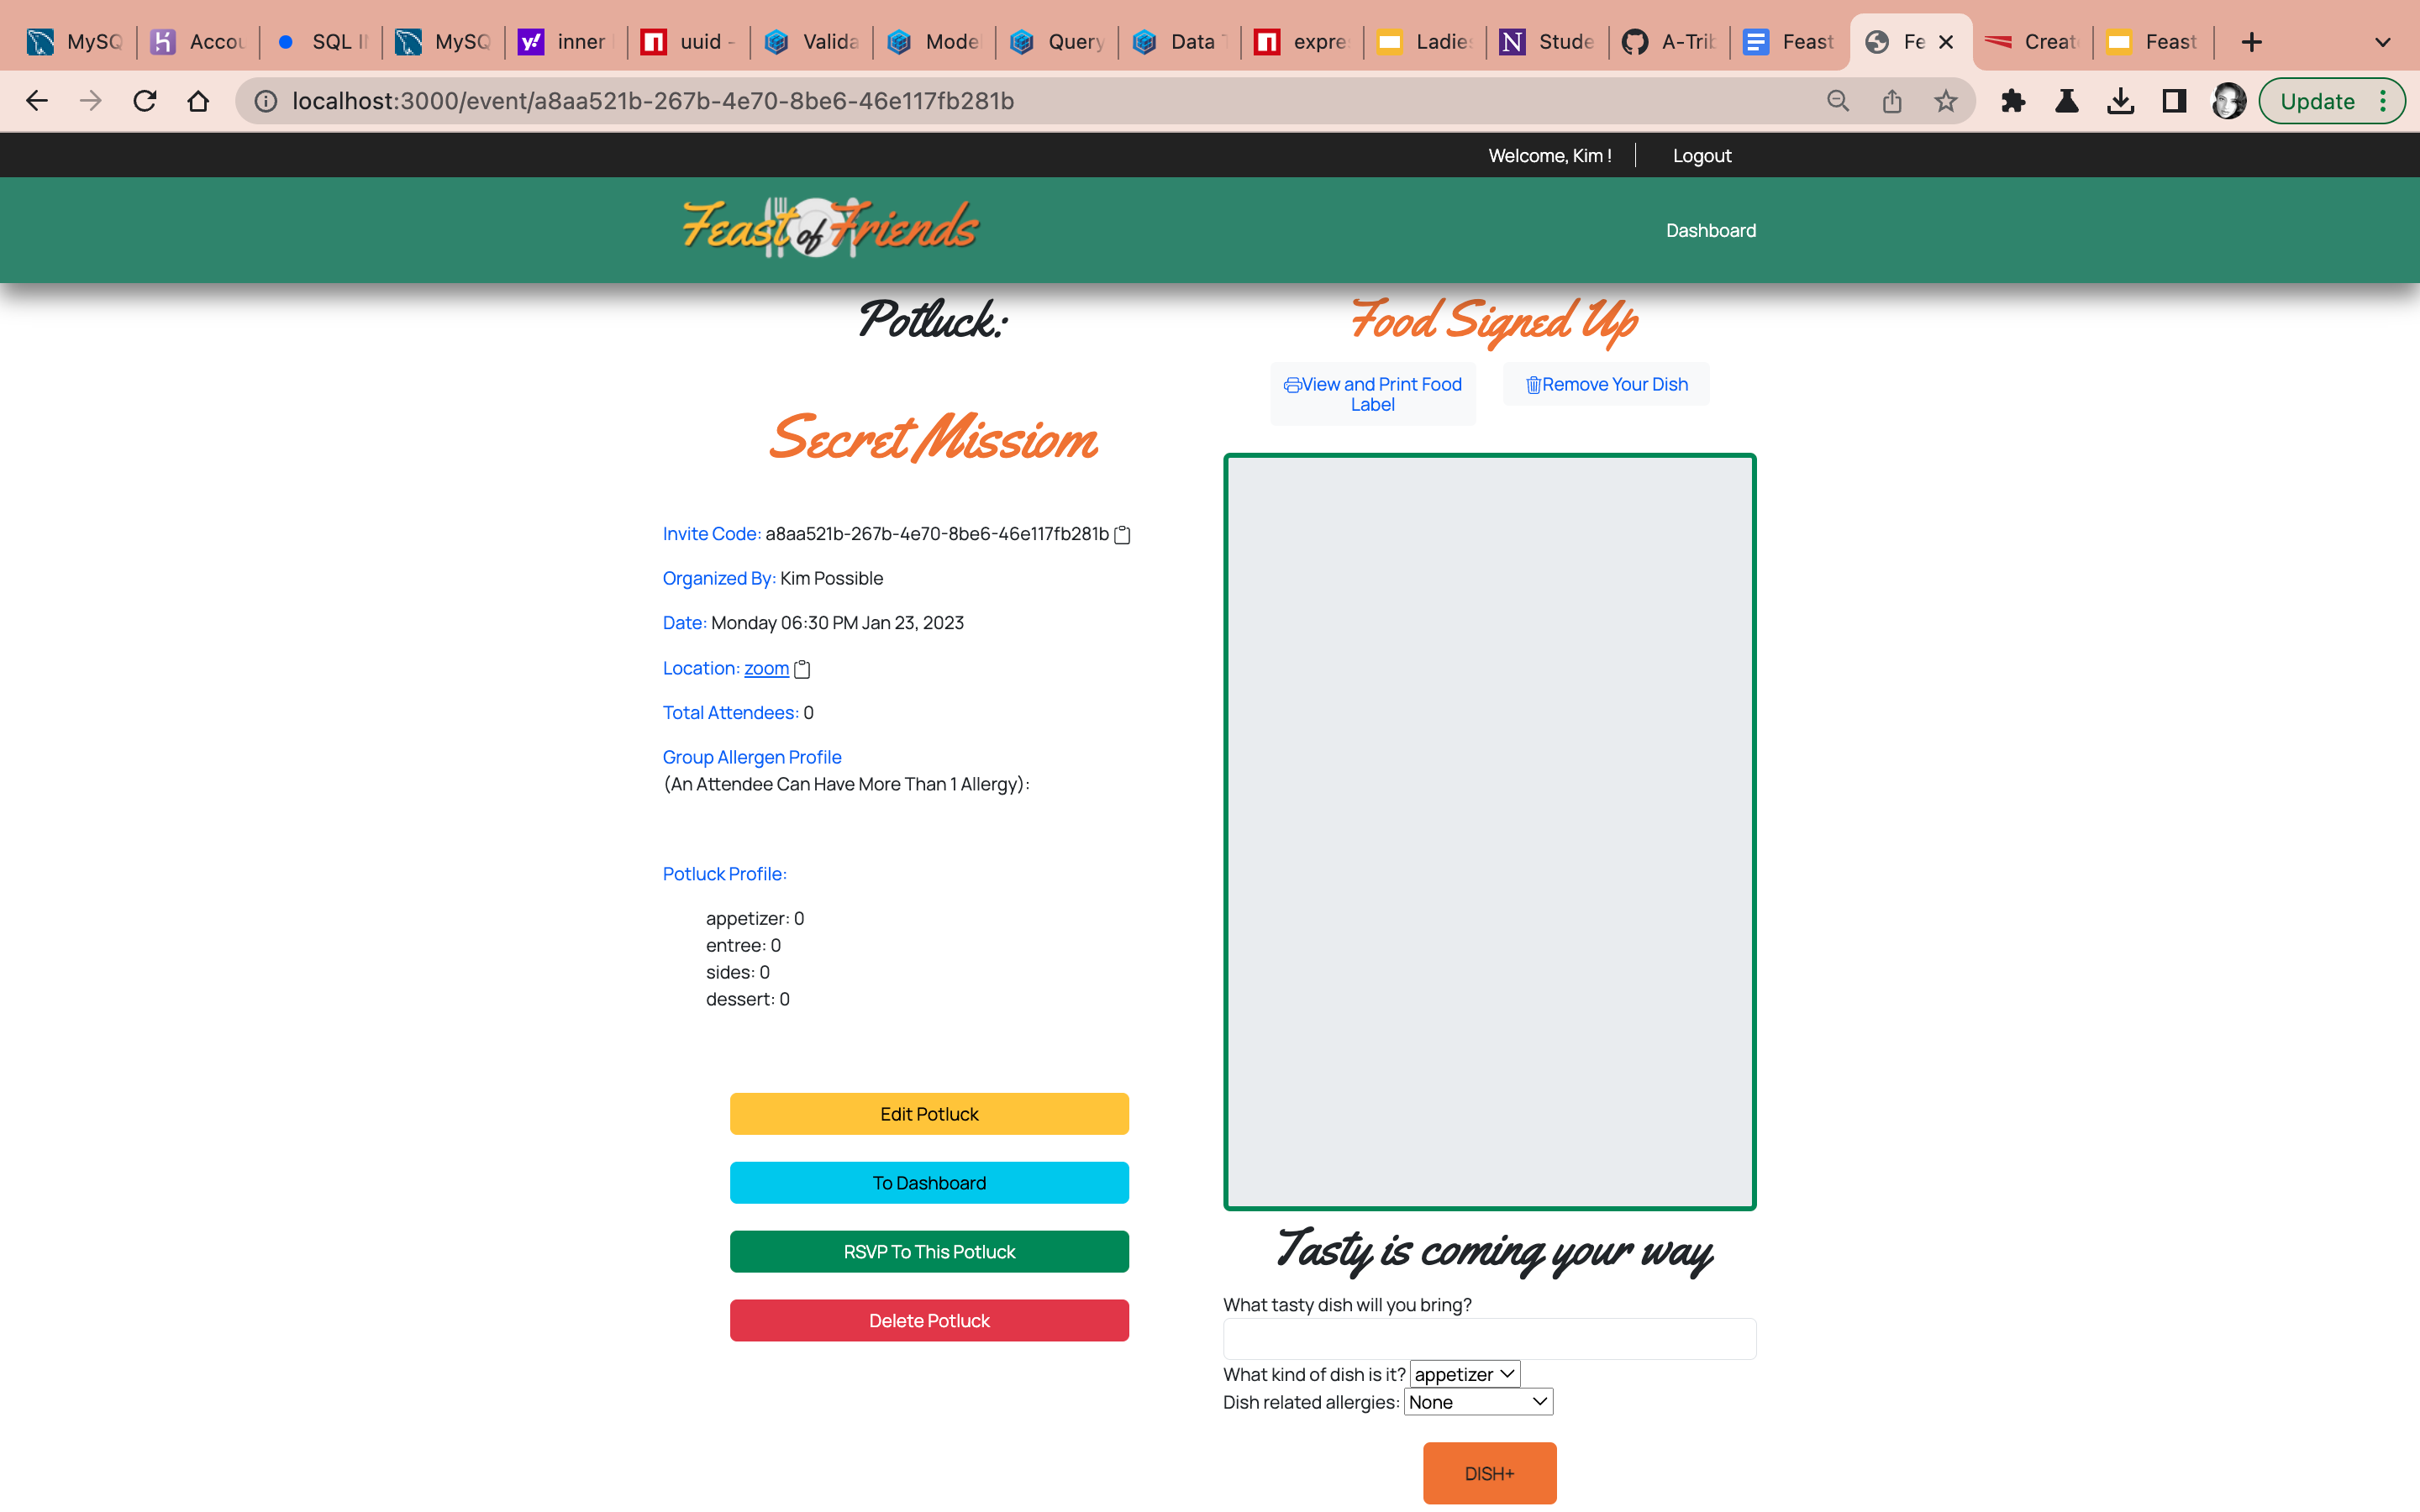 MySQ
Accou
SQL I
MySQ
inner
uuid -
Valida
Mode
Query
Data T
expre
Ladies
Stude
A-Trib
Feast
Fe
Creat
Feast
localhost:3000/event/a8aa521b-267b-4e70-8be6-46e117fb281b
Update
Welcome, Kim !
Logout
Feast of Friends
Dashboard
Potluck:
Secret Missiom
Invite Code: a8aa521b-267b-4e70-8be6-46e117fb281b
Organized By: Kim Possible
Date: Monday 06:30 PM Jan 23, 2023
Location: zoom
Total Attendees: 0
Group Allergen Profile
(An Attendee Can Have More Than 1 Allergy):
Potluck Profile:
appetizer: 0
entree: 0
sides: 0
dessert: 0
Edit Potluck
To Dashboard
RSVP To This Potluck
Delete Potluck
Food Signed Up
View and Print Food
Label
Remove Your Dish
Tasty is coming your way
What tasty dish will you bring?
What kind of dish is it? appetizer
Dish related allergies: None
DISH+